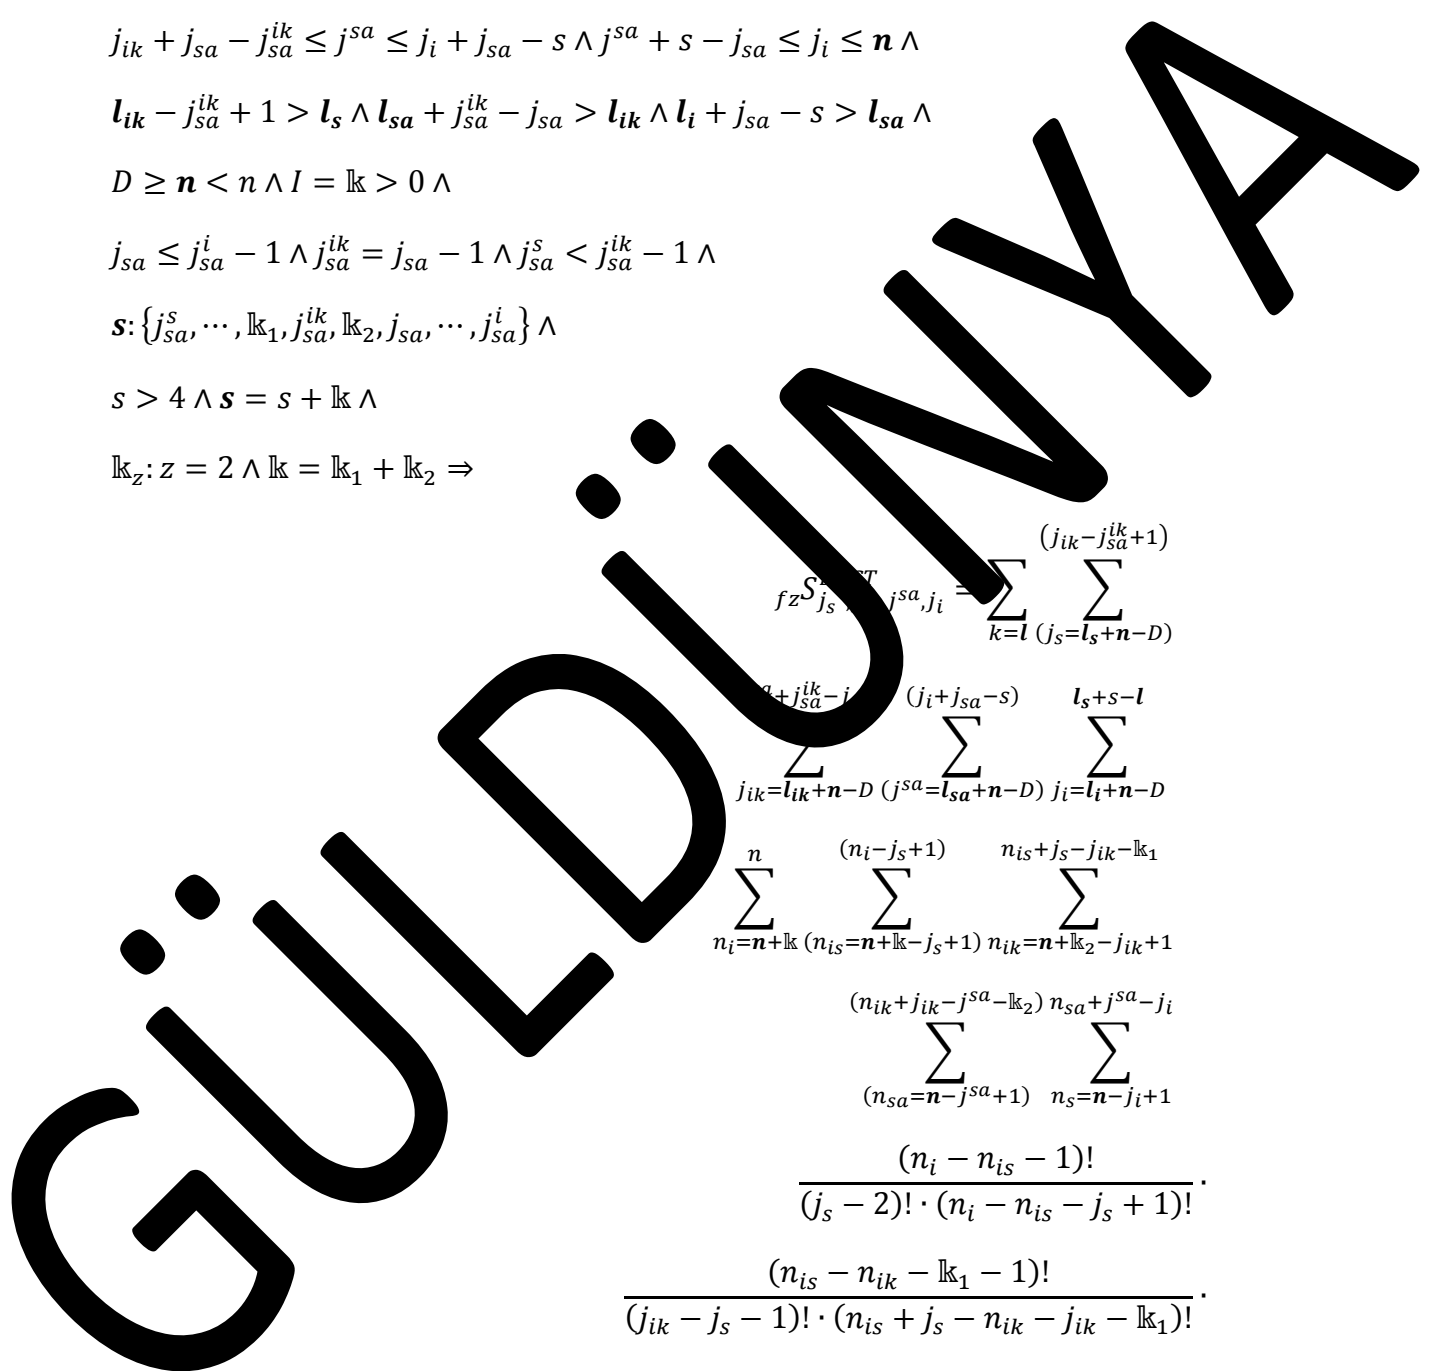 j_{ik} + j_{sa} − j_{sa}^{ik} ≤ j^{sa} ≤ j_i + j_{sa} − s ∧ j^{sa} + s − j_{sa} ≤ j_i ≤ 𝒏 ∧
𝒍_{𝒊𝒌} − j_{sa}^{ik} + 1 > 𝒍_𝒔 ∧ 𝒍_{𝒔𝒂} + j_{sa}^{ik} − j_{sa} > 𝒍_{𝒊𝒌} ∧ 𝒍_𝒊 + j_{sa} − s > 𝒍_{𝒔𝒂} ∧
D ≥ 𝒏 < n ∧ I = 𝕜 > 0 ∧
j_{sa} ≤ j_{sa}^{i} − 1 ∧ j_{sa}^{ik} = j_{sa} − 1 ∧ j_{sa}^{s} < j_{sa}^{ik} − 1 ∧
𝒔: {j_{sa}^{s}, ⋯ , 𝕜_1, j_{sa}^{ik}, 𝕜_2, j_{sa}, ⋯ , j_{sa}^{i}} ∧
s > 4 ∧ 𝒔 = s + 𝕜 ∧
𝕜_z: z = 2 ∧ 𝕜 = 𝕜_1 + 𝕜_2 ⇒
_{fz}S_{j_s, j^{sa}, j_i} = ∑_{k=𝒍} ∑_{(j_s=𝒍_𝒔+𝒏−D)}^{(j_{ik}−j_{sa}^{ik}+1)}
∑_{j_{ik}=𝒍_{𝒊𝒌}+𝒏−D}^{+j_{sa}^{ik}−j} ∑_{(j^{sa}=𝒍_{𝒔𝒂}+𝒏−D)}^{(j_i+j_{sa}−s)} ∑_{j_i=𝒍_𝒊+𝒏−D}^{𝒍_𝒔+s−𝒍}
∑_{n_i=𝒏+𝕜}^{n} ∑_{(n_{is}=𝒏+𝕜−j_s+1)}^{(n_i−j_s+1)} ∑_{n_{ik}=𝒏+𝕜_2−j_{ik}+1}^{n_{is}+j_s−j_{ik}−𝕜_1}
∑_{(n_{sa}=𝒏−j^{sa}+1)}^{(n_{ik}+j_{ik}−j^{sa}−𝕜_2)} ∑_{n_s=𝒏−j_i+1}^{n_{sa}+j^{sa}−j_i}
(n_i − n_{is} − 1)!
(j_s − 2)! · (n_i − n_{is} − j_s + 1)! ·
(n_{is} − n_{ik} − 𝕜_1 − 1)!
(j_{ik} − j_s − 1)! · (n_{is} + j_s − n_{ik} − j_{ik} − 𝕜_1)! ·
GÜLDÜNYA